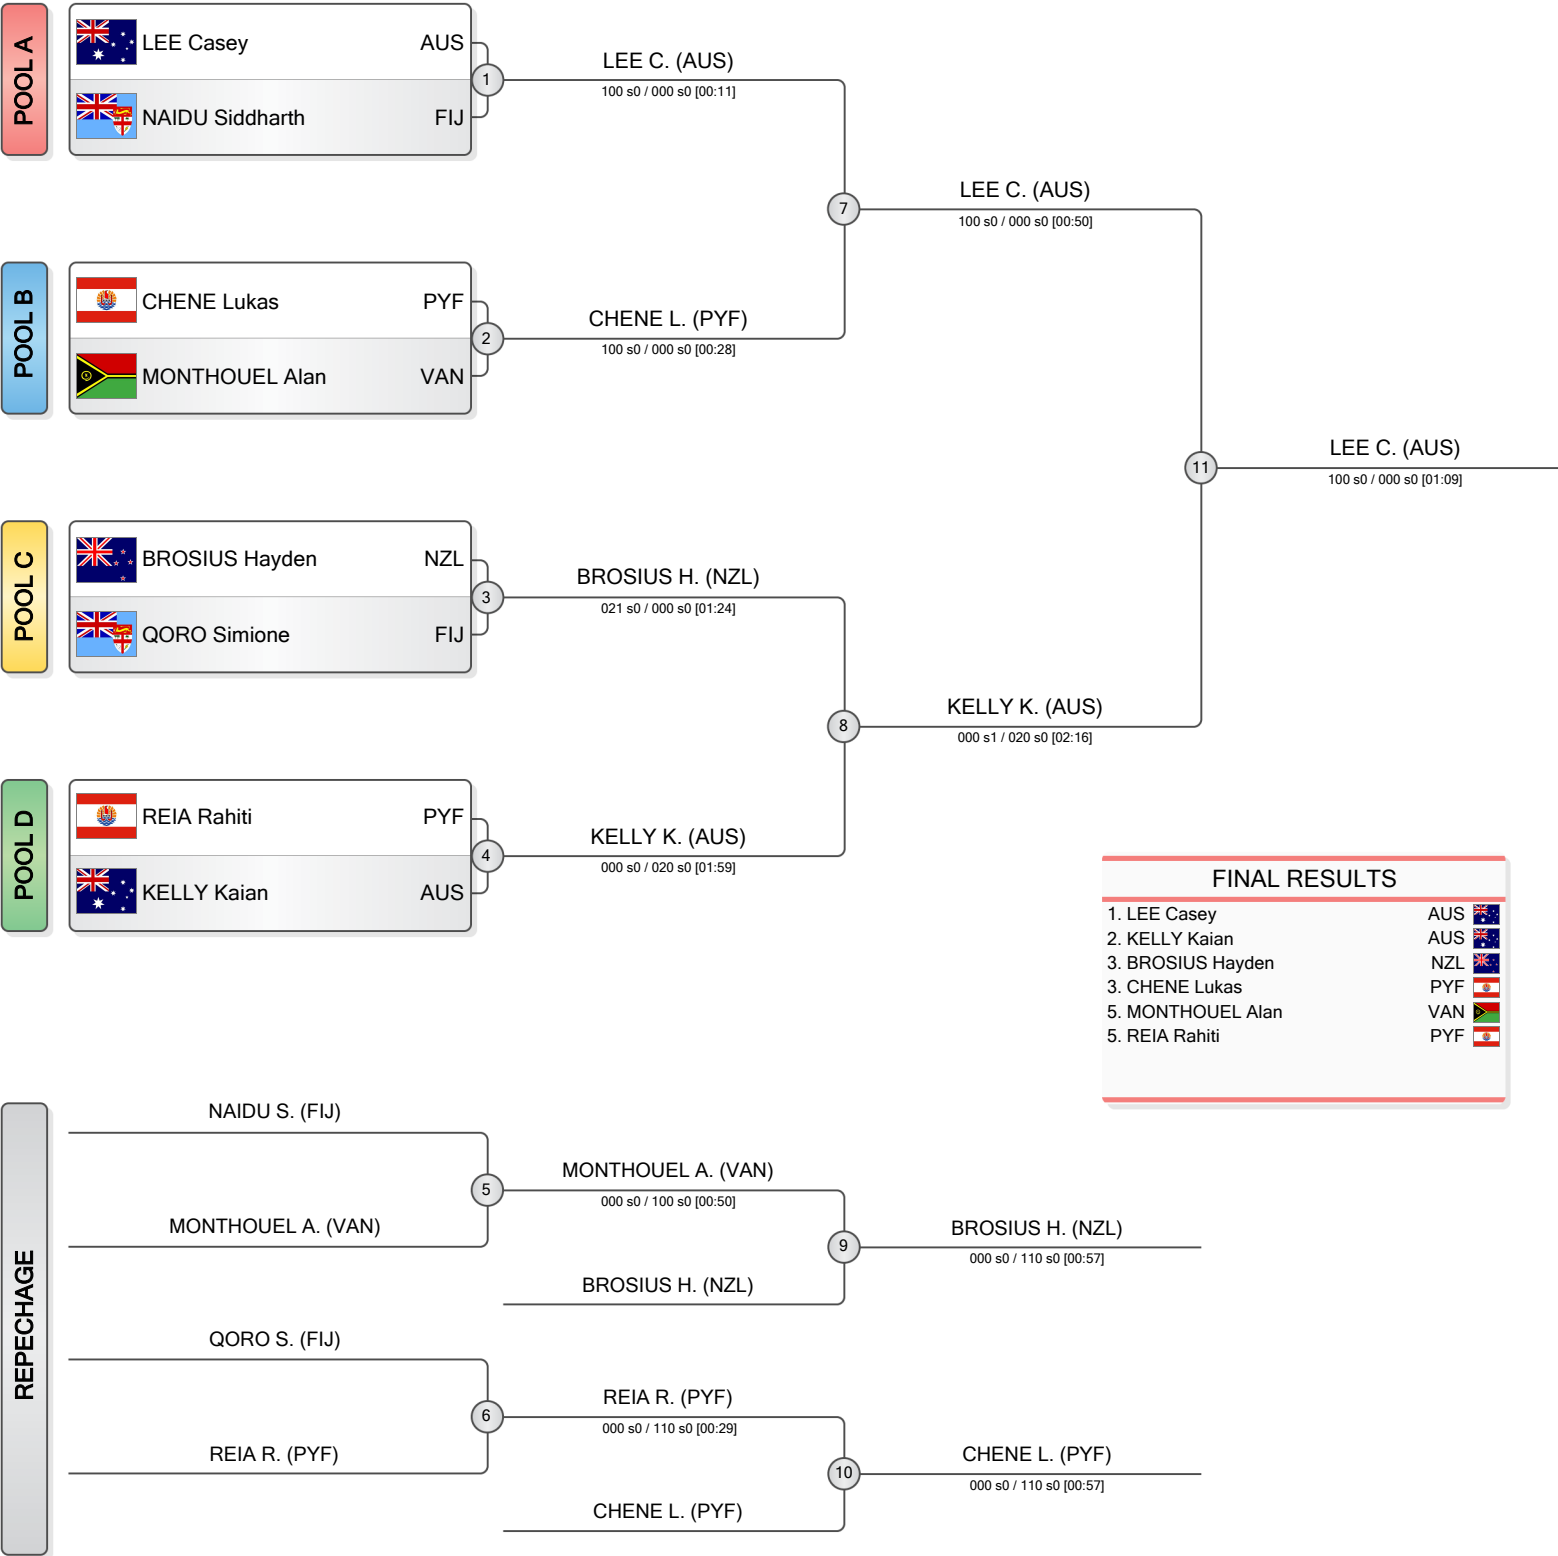 POOL A
LEE Casey AUS
NAIDU Siddharth FIJ
1
LEE C. (AUS)
100 s0 / 000 s0 [00:11]
7
LEE C. (AUS)
100 s0 / 000 s0 [00:50]
POOL B
CHENE Lukas PYF
MONTHOUEL Alan VAN
2
CHENE L. (PYF)
100 s0 / 000 s0 [00:28]
11
LEE C. (AUS)
100 s0 / 000 s0 [01:09]
POOL C
BROSIUS Hayden NZL
QORO Simione FIJ
3
BROSIUS H. (NZL)
021 s0 / 000 s0 [01:24]
8
KELLY K. (AUS)
000 s1 / 020 s0 [02:16]
POOL D
REIA Rahiti PYF
KELLY Kaian AUS
4
KELLY K. (AUS)
000 s0 / 020 s0 [01:59]
FINAL RESULTS
1. LEE Casey AUS
2. KELLY Kaian AUS
3. BROSIUS Hayden NZL
3. CHENE Lukas PYF
5. MONTHOUEL Alan VAN
5. REIA Rahiti PYF
REPECHAGE
NAIDU S. (FIJ)
MONTHOUEL A. (VAN)
5
MONTHOUEL A. (VAN)
000 s0 / 100 s0 [00:50]
BROSIUS H. (NZL)
9
BROSIUS H. (NZL)
000 s0 / 110 s0 [00:57]
QORO S. (FIJ)
REIA R. (PYF)
6
REIA R. (PYF)
000 s0 / 110 s0 [00:29]
CHENE L. (PYF)
10
CHENE L. (PYF)
000 s0 / 110 s0 [00:57]